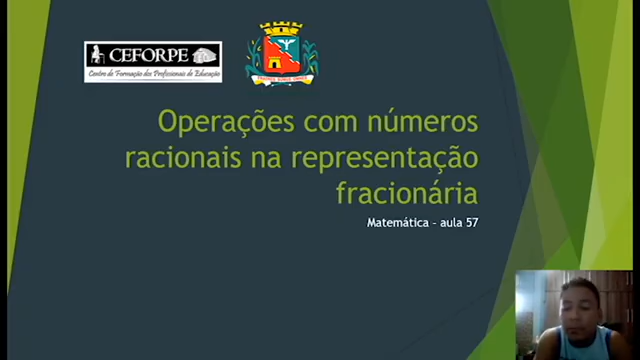 CEFORPE
Centro de Formação dos Profissionais de Educação
Operações com números
racionais na representação
fracionária
Matemática – aula 57